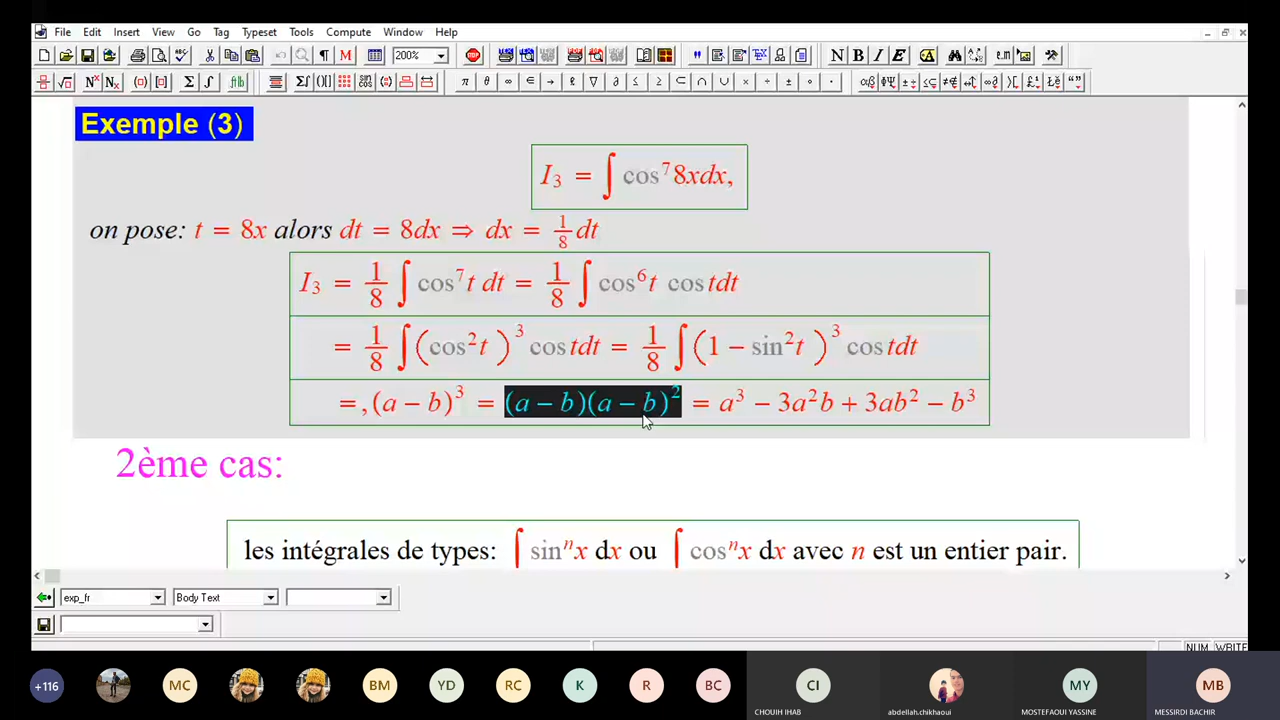 File Edit Insert View Go Tag Typeset Tools Compute Window Help
200%
Exemple (3)
I₃ = ∫ cos⁷8xdx,
on pose: t = 8x alors dt = 8dx ⇒ dx = 1/8 dt
I₃ = 1/8 ∫ cos⁷t dt = 1/8 ∫ cos⁶t costdt
= 1/8 ∫(cos²t )³ costdt = 1/8 ∫(1 − sin²t )³ costdt
= ,(a − b)³ = (a − b)(a − b)² = a³ − 3a²b + 3ab² − b³
2ème cas:
les intégrales de types: ∫ sinⁿx dx ou ∫ cosⁿx dx avec n est un entier pair.
exp_fr Body Text
NUM WRITE
+116 MC BM YD RC K R BC CI MY MB
CHOUIH IHAB abdellah.chikhaoui MOSTEFAOUI YASSINE MESSIRDI BACHIR